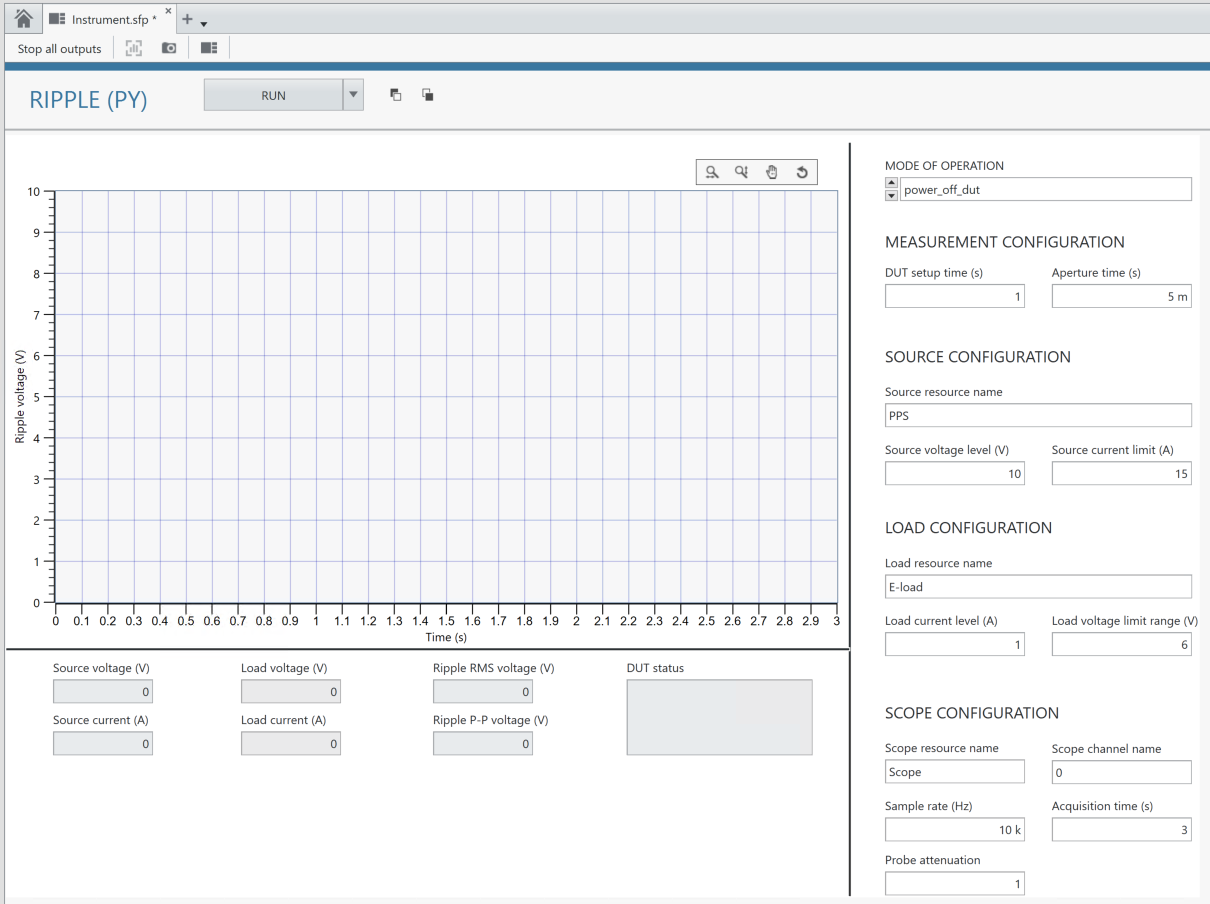 Instrument.sfp *
Stop all outputs
RIPPLE (PY)
RUN
10
9
8
7
6
5
4
3
2
1
0
Ripple voltage (V)
0 0.1 0.2 0.3 0.4 0.5 0.6 0.7 0.8 0.9 1 1.1 1.2 1.3 1.4 1.5 1.6 1.7 1.8 1.9 2 2.1 2.2 2.3 2.4 2.5 2.6 2.7 2.8 2.9 3
Time (s)
Source voltage (V) Load voltage (V) Ripple RMS voltage (V) DUT status
0 0 0
Source current (A) Load current (A) Ripple P-P voltage (V)
0 0 0
MODE OF OPERATION
power_off_dut
MEASUREMENT CONFIGURATION
DUT setup time (s) Aperture time (s)
1 5 m
SOURCE CONFIGURATION
Source resource name
PPS
Source voltage level (V) Source current limit (A)
10 15
LOAD CONFIGURATION
Load resource name
E-load
Load current level (A) Load voltage limit range (V)
1 6
SCOPE CONFIGURATION
Scope resource name Scope channel name
Scope 0
Sample rate (Hz) Acquisition time (s)
10 k 3
Probe attenuation
1